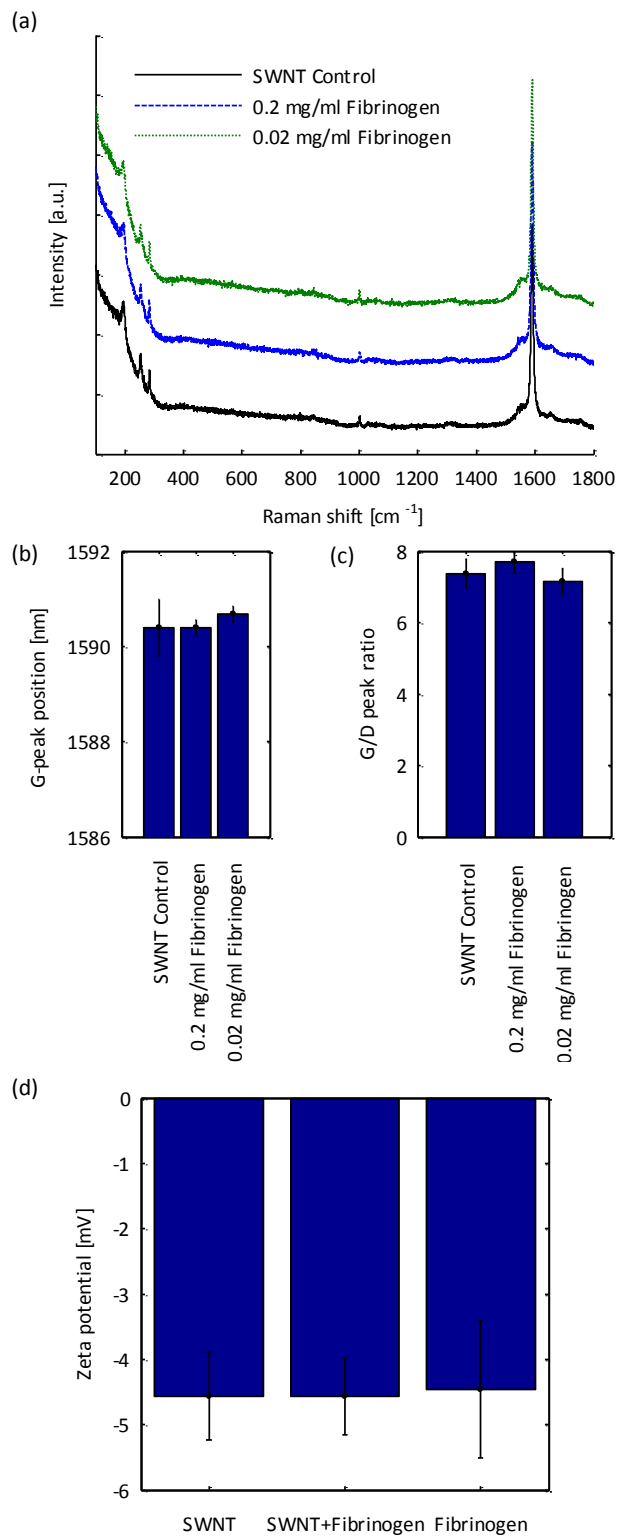 (a)
SWNT Control
0.2 mg/ml Fibrinogen
0.02 mg/ml Fibrinogen
Intensity [a.u.]
200 400 600 800 1000 1200 1400 1600 1800
Raman shift [cm -1]
(b)
1592
1590
1588
1586
G-peak position [nm]
SWNT Control
0.2 mg/ml Fibrinogen
0.02 mg/ml Fibrinogen
(c)
8
6
4
2
0
G/D peak ratio
SWNT Control
0.2 mg/ml Fibrinogen
0.02 mg/ml Fibrinogen
(d)
0
-1
-2
-3
-4
-5
-6
Zeta potential [mV]
SWNT SWNT+Fibrinogen Fibrinogen